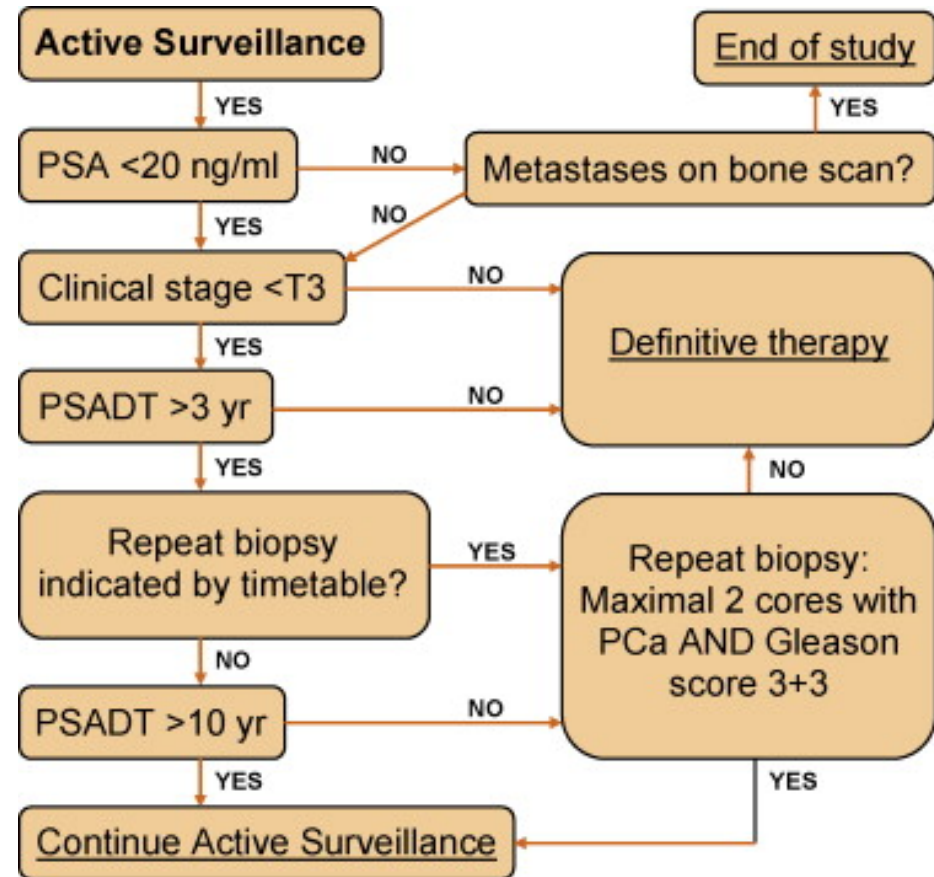 Active Surveillance
End of study
YES
YES
PSA <20 ng/ml
NO
Metastases on bone scan?
NO
YES
Clinical stage <T3
NO
Definitive therapy
YES
PSADT >3 yr
NO
YES
NO
Repeat biopsy
indicated by timetable?
YES
Repeat biopsy:
Maximal 2 cores with
PCa AND Gleason
score 3+3
NO
PSADT >10 yr
NO
YES
YES
Continue Active Surveillance